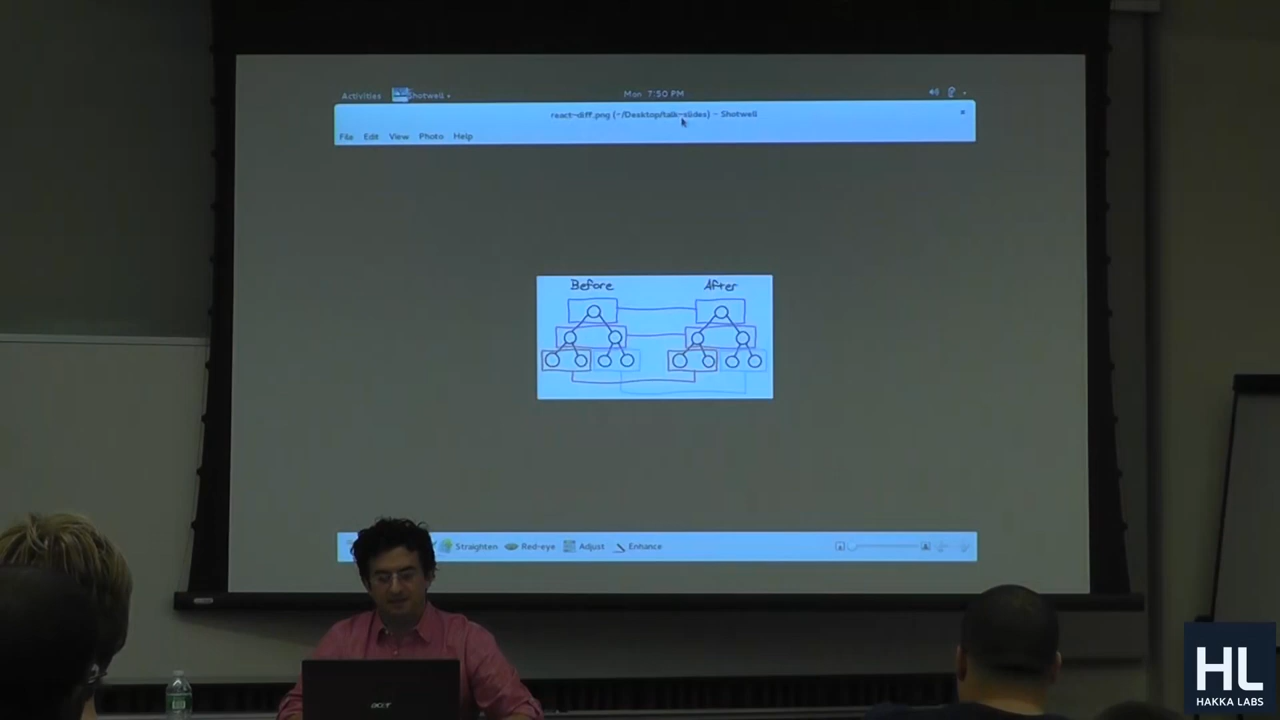 Activities Shotwell Mon 7:50 PM
react-diff.png (~/Desktop/talk-slides) - Shotwell
File Edit View Photo Help
Before After
Straighten Red-eye Adjust Enhance
acer
HL
HAKKA LABS